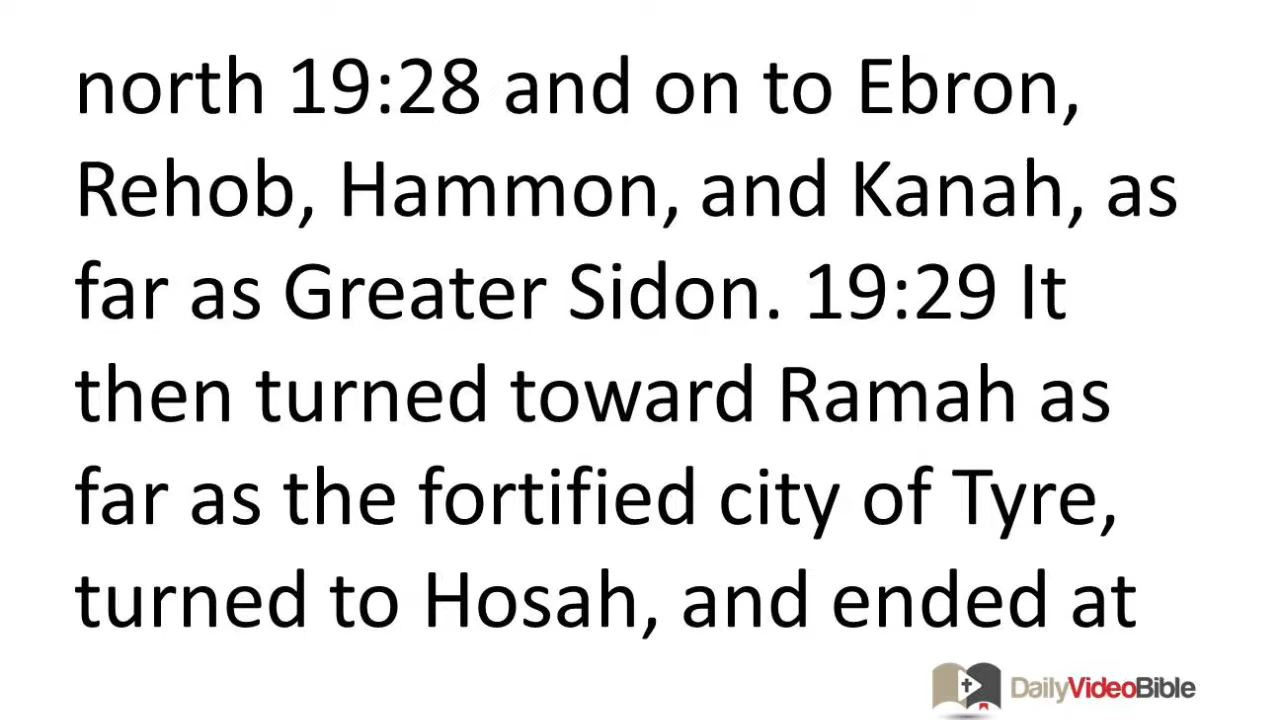 north 19:28 and on to Ebron,
Rehob, Hammon, and Kanah, as
far as Greater Sidon. 19:29 It
then turned toward Ramah as
far as the fortified city of Tyre,
turned to Hosah, and ended at
DailyVideoBible